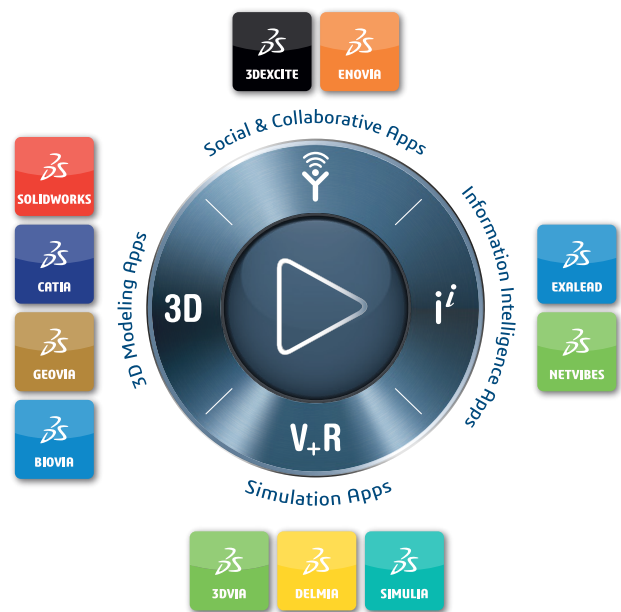 3DEXCITE
ENOVIA
Social & Collaborative Apps
SOLIDWORKS
CATIA
GEOVIA
BIOVIA
3D Modeling Apps
3D
i i
V+R
Information Intelligence Apps
EXALEAD
NETVIBES
Simulation Apps
3DVIA
DELMIA
SIMULIA